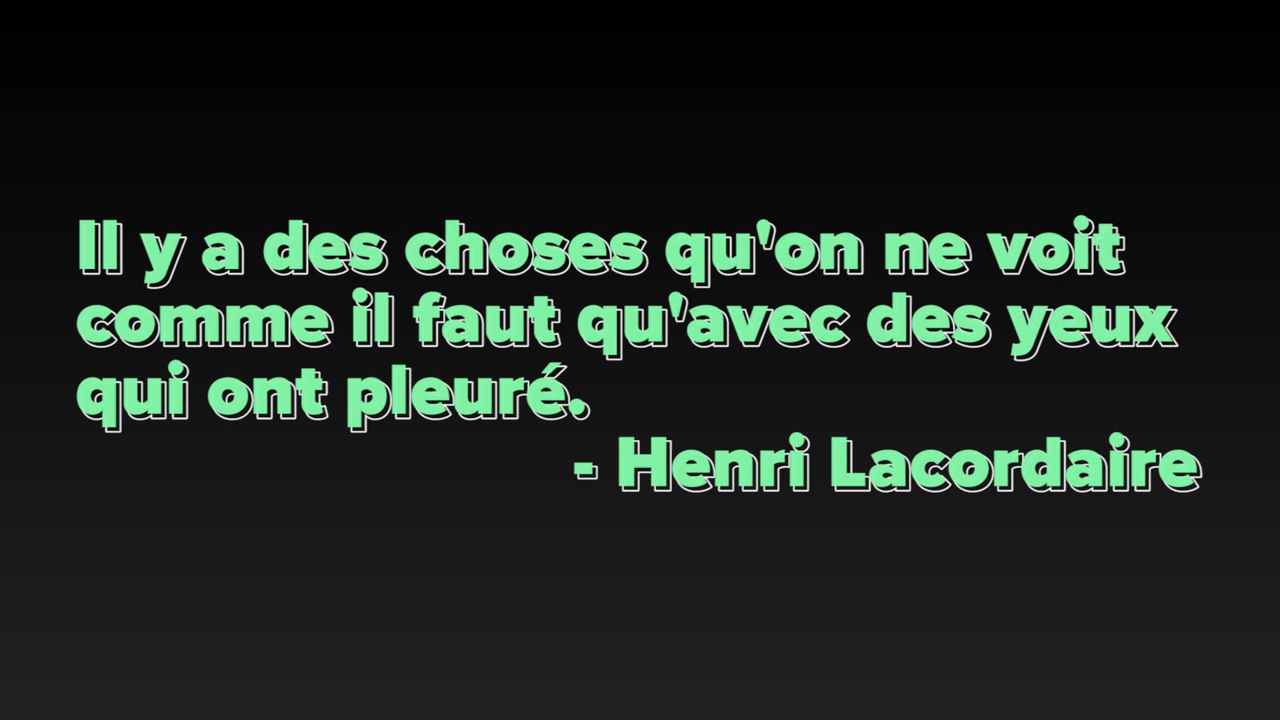 Il y a des choses qu'on ne voit
comme il faut qu'avec des yeux
qui ont pleuré.
- Henri Lacordaire